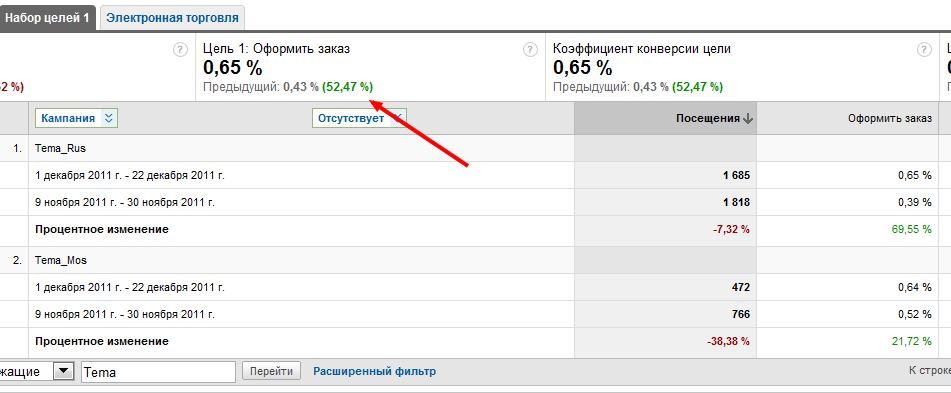 Набор целей 1 Электронная торговля
Цель 1: Оформить заказ ? Коэффициент конверсии цели ?
0,65 % 0,65 %
52 %) Предыдущий: 0,43 % (52,47 %) Предыдущий: 0,43 % (52,47 %)
Кампания Отсутствует Посещения Оформить заказ
1. Tema_Rus
1 декабря 2011 г. - 22 декабря 2011 г. 1 685 0,65 %
9 ноября 2011 г. - 30 ноября 2011 г. 1 818 0,39 %
Процентное изменение -7,32 % 69,55 %
2. Tema_Mos
1 декабря 2011 г. - 22 декабря 2011 г. 472 0,64 %
9 ноября 2011 г. - 30 ноября 2011 г. 766 0,52 %
Процентное изменение -38,38 % 21,72 %
жащие Tema Перейти Расширенный фильтр К строке